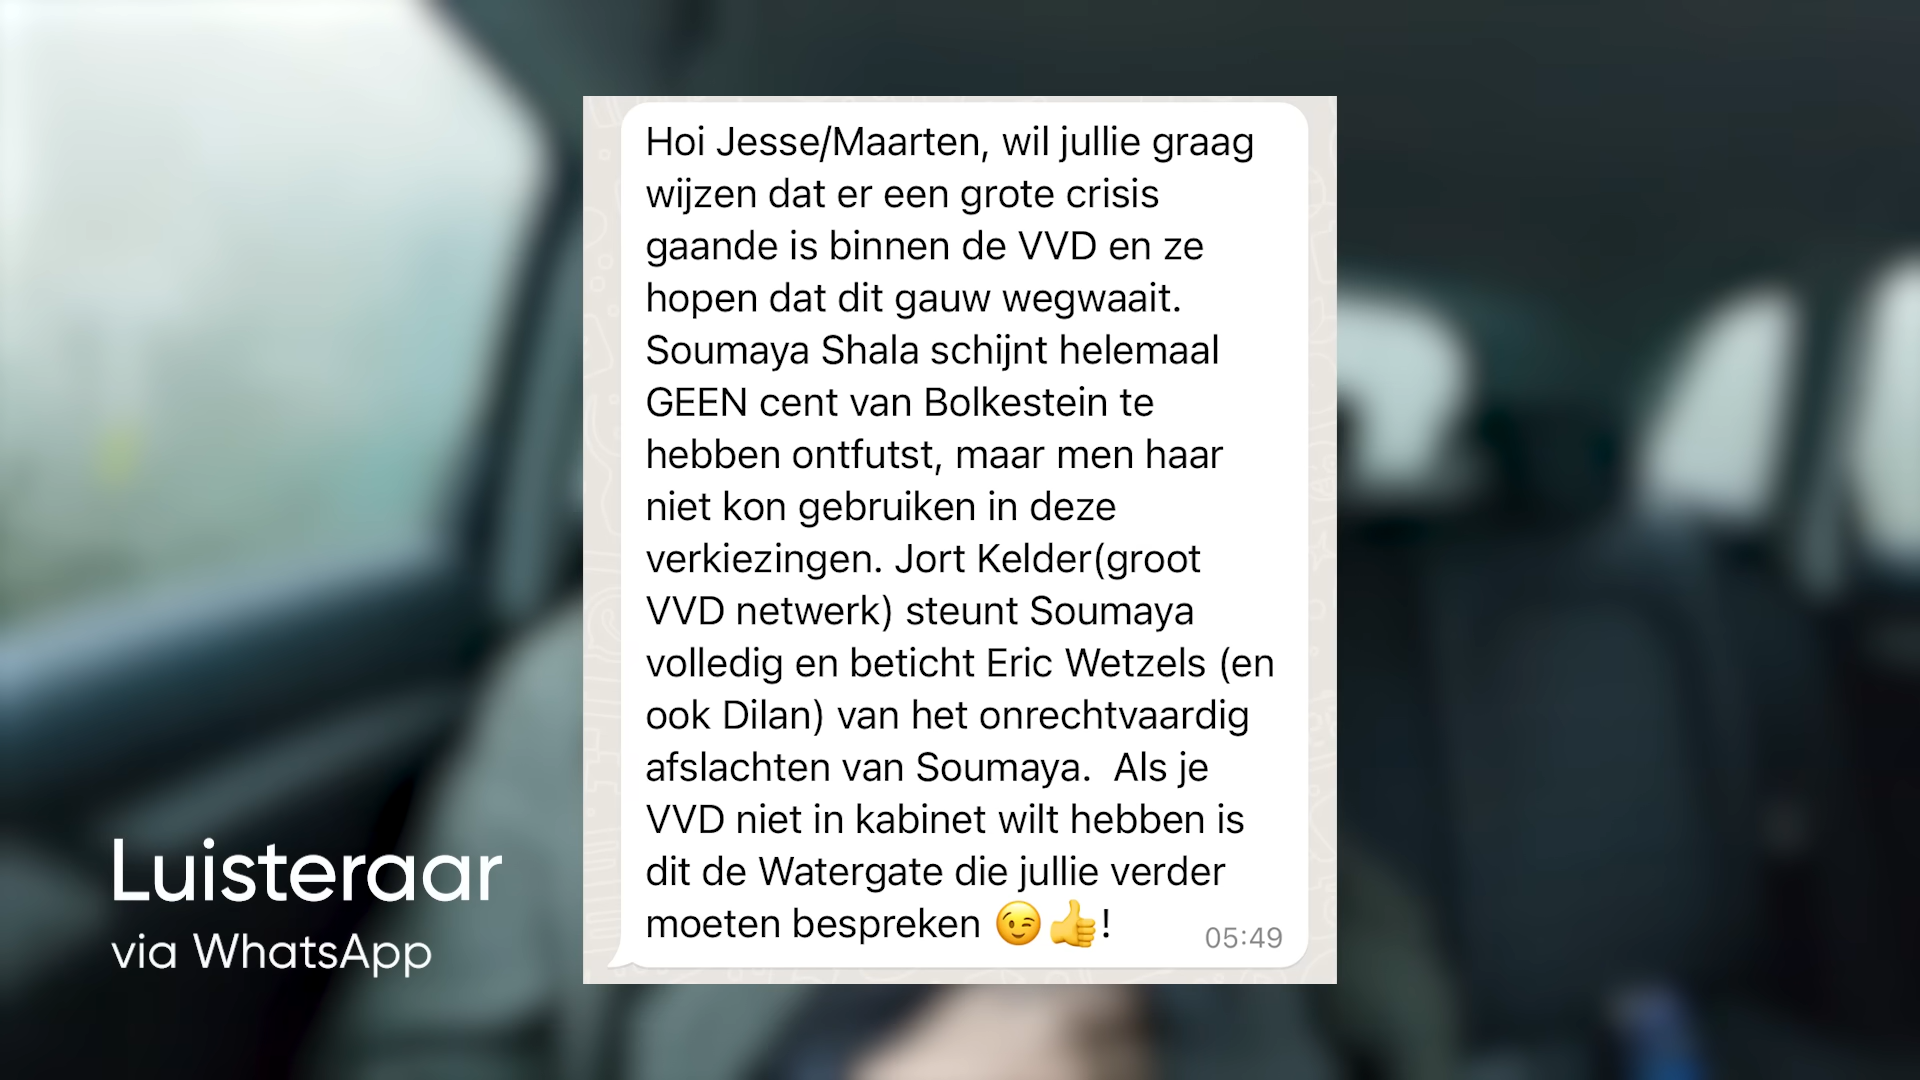 Hoi Jesse/Maarten, wil jullie graag
wijzen dat er een grote crisis
gaande is binnen de VVD en ze
hopen dat dit gauw wegwaait.
Soumaya Shala schijnt helemaal
GEEN cent van Bolkestein te
hebben ontfutst, maar men haar
niet kon gebruiken in deze
verkiezingen. Jort Kelder(groot
VVD netwerk) steunt Soumaya
volledig en beticht Eric Wetzels (en
ook Dilan) van het onrechtvaardig
afslachten van Soumaya.  Als je
VVD niet in kabinet wilt hebben is
dit de Watergate die jullie verder
moeten bespreken 😉👍!
05:49
Luisteraar
via WhatsApp